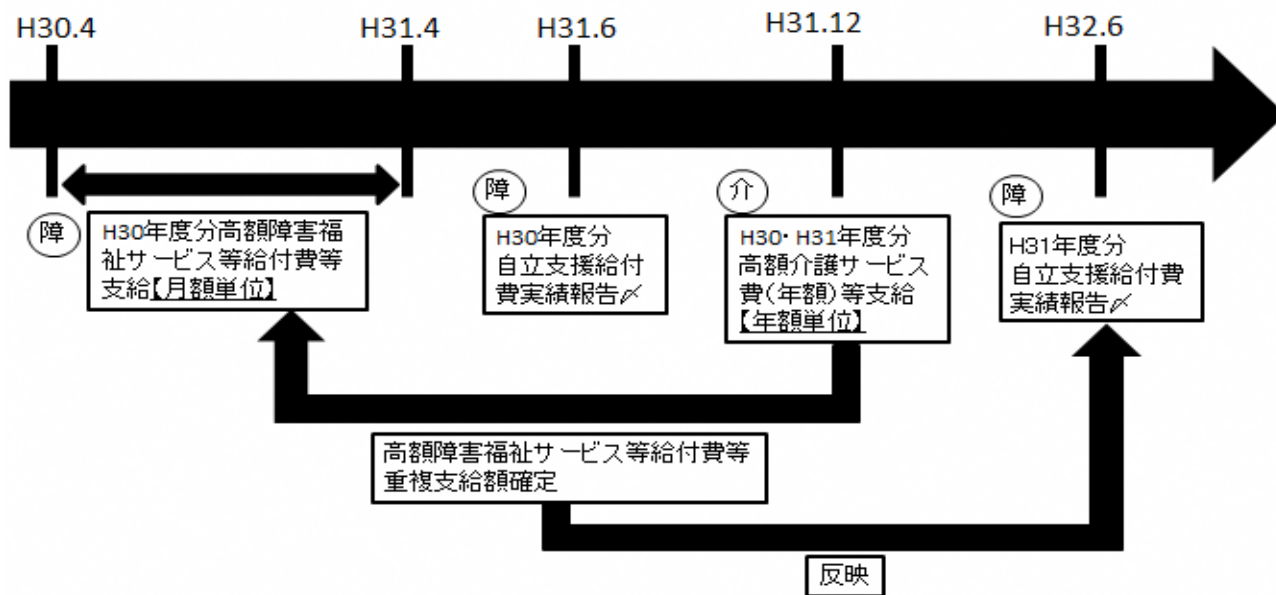 H30.4
H31.4
H31.6
H31.12
H32.6
障
H30年度分高額障害福
祉サービス等給付費等
支給【月額単位】
障
H30年度分
自立支援給付
費実績報告〆
介
H30・H31年度分
高額介護サービス
費(年額)等支給
【年額単位】
障
H31年度分
自立支援給付費
実績報告〆
高額障害福祉サービス等給付費等
重複支給額確定
反映